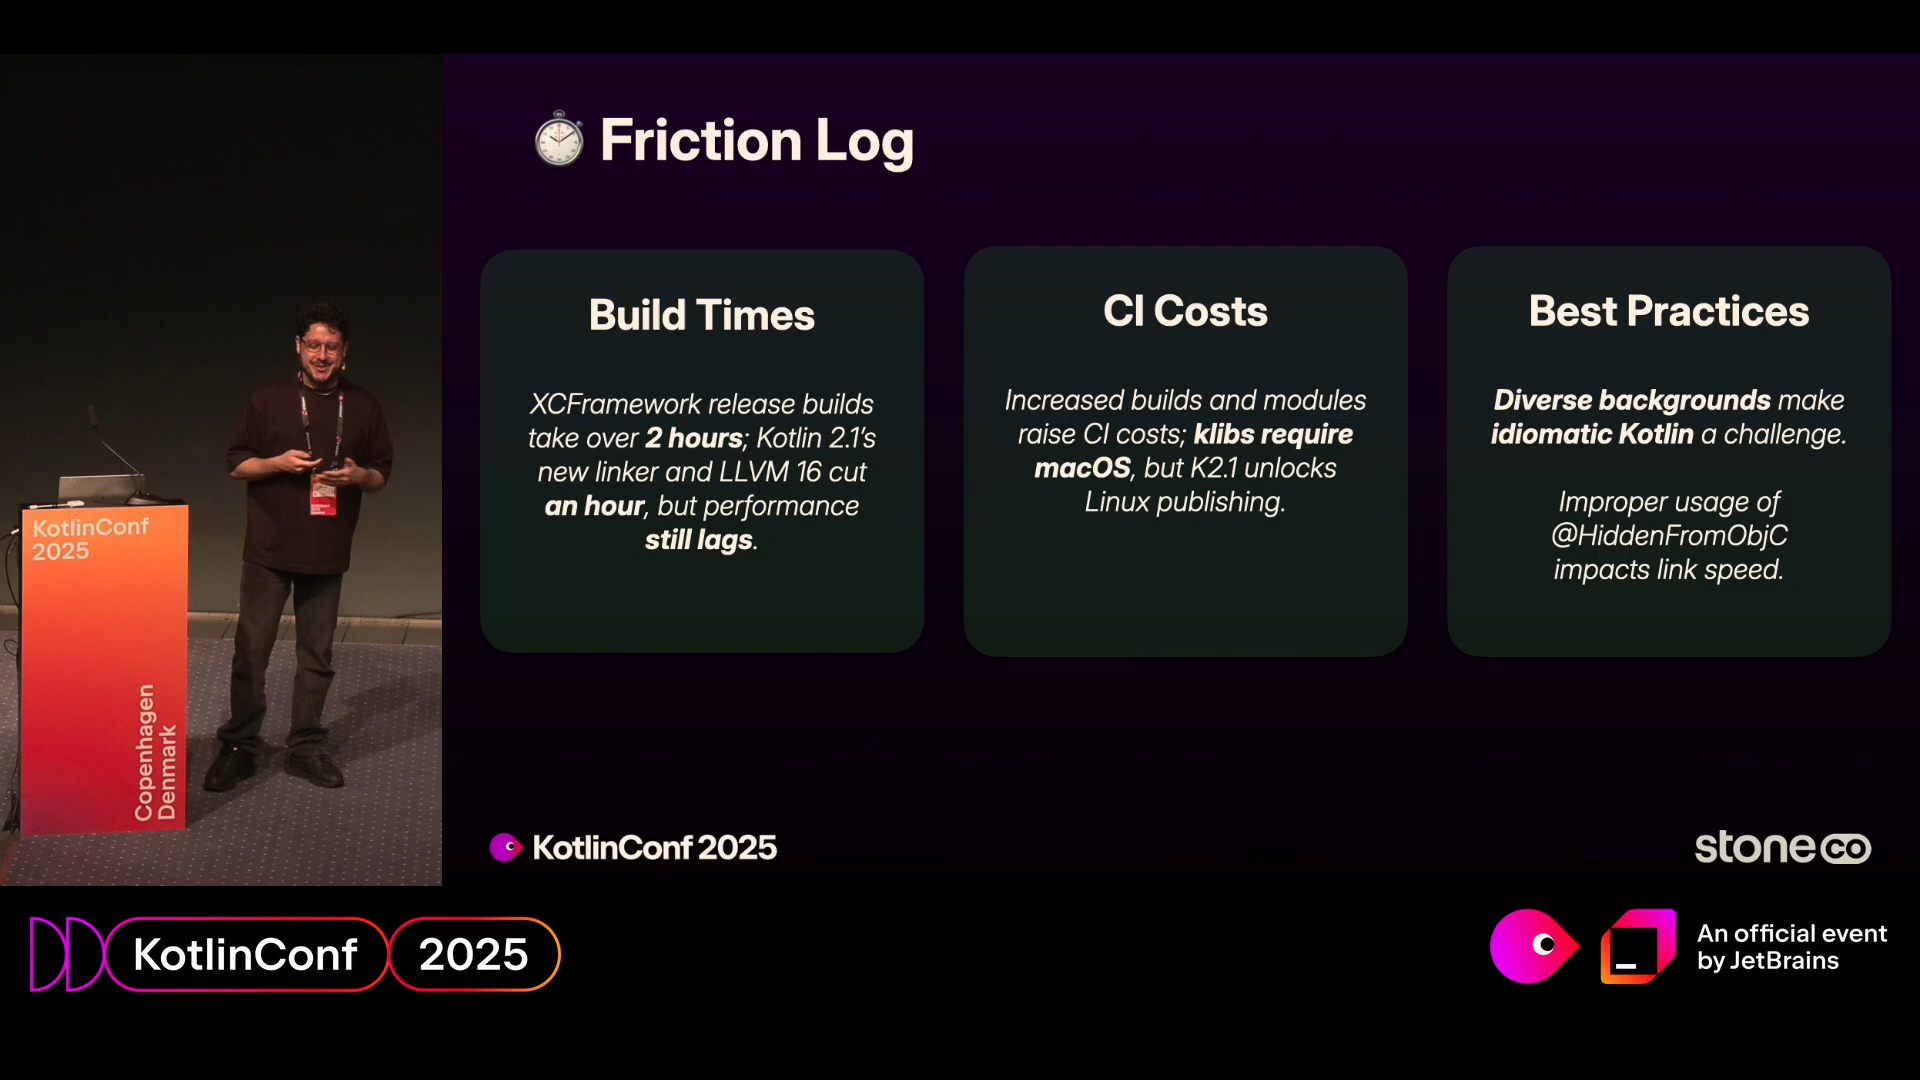 Friction Log
Build Times
XCFramework release builds
take over 2 hours; Kotlin 2.1's
new linker and LLVM 16 cut
an hour, but performance
still lags.
CI Costs
Increased builds and modules
raise CI costs; klibs require
macOS, but K2.1 unlocks
Linux publishing.
Best Practices
Diverse backgrounds make
idiomatic Kotlin a challenge.
Improper usage of
@HiddenFromObjC
impacts link speed.
KotlinConf
2025
Copenhagen
Denmark
KotlinConf 2025
stone co
KotlinConf 2025
An official event
by JetBrains